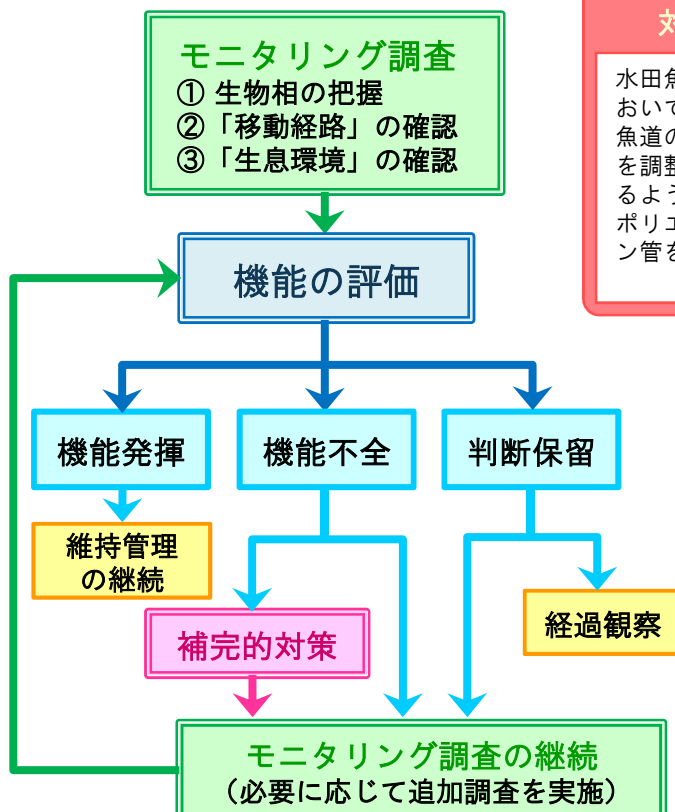 モニタリング調査
① 生物相の把握
②「移動経路」の確認
③「生息環境」の確認
対
水田魚
おいて
魚道の
を調整
るよう
ポリエ
ン管を
機能の評価
機能発揮
機能不全
判断保留
維持管理
の継続
補完的対策
経過観察
モニタリング調査の継続
（必要に応じて追加調査を実施）